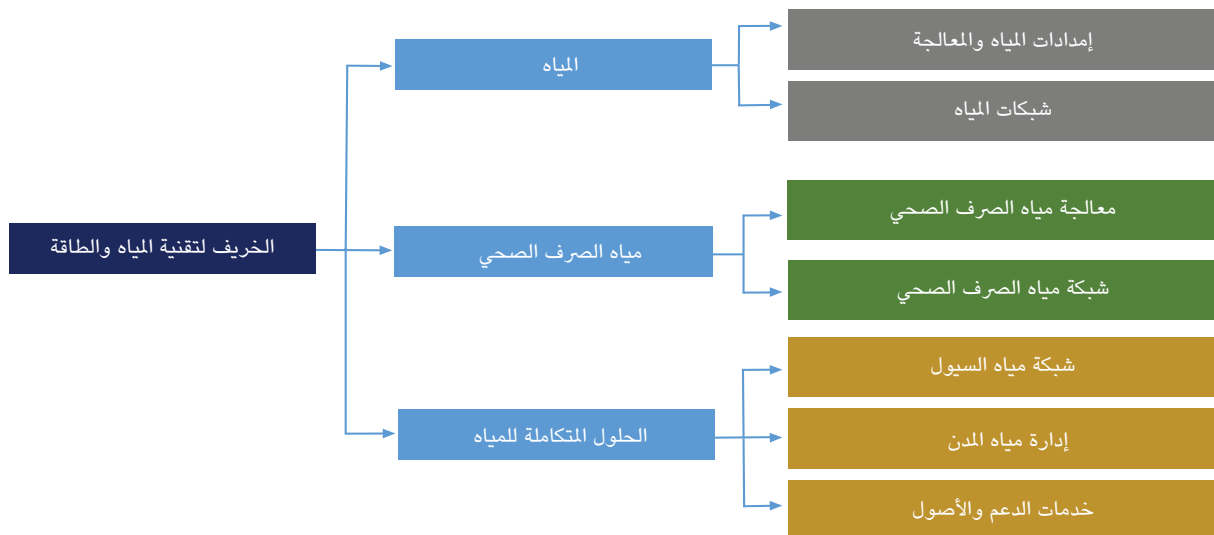 الخريف لتقنية المياه والطاقة
المياه
إمدادات المياه والمعالجة
شبكات المياه
مياه الصرف الصحي
معالجة مياه الصرف الصحي
شبكة مياه الصرف الصحي
الحلول المتكاملة للمياه
شبكة مياه السيول
إدارة مياه المدن
خدمات الدعم والأصول